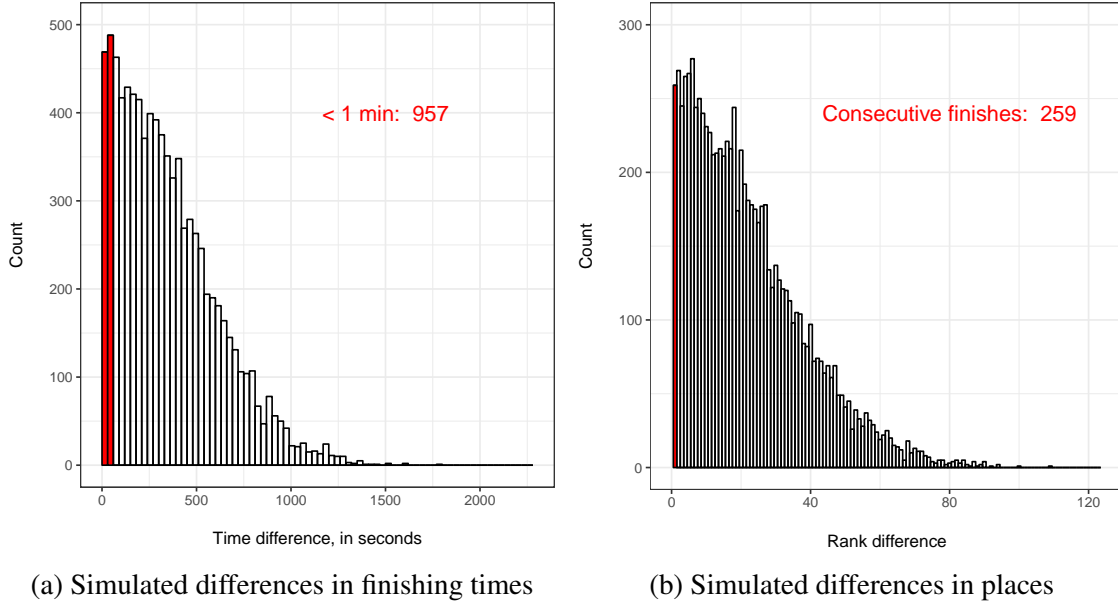 500
400
300
200
100
0
Count
< 1 min:  957
0
500
1000
1500
2000
Time difference, in seconds
(a) Simulated differences in finishing times
300
200
100
0
Count
Consecutive finishes:  259
0
40
80
120
Rank difference
(b) Simulated differences in places